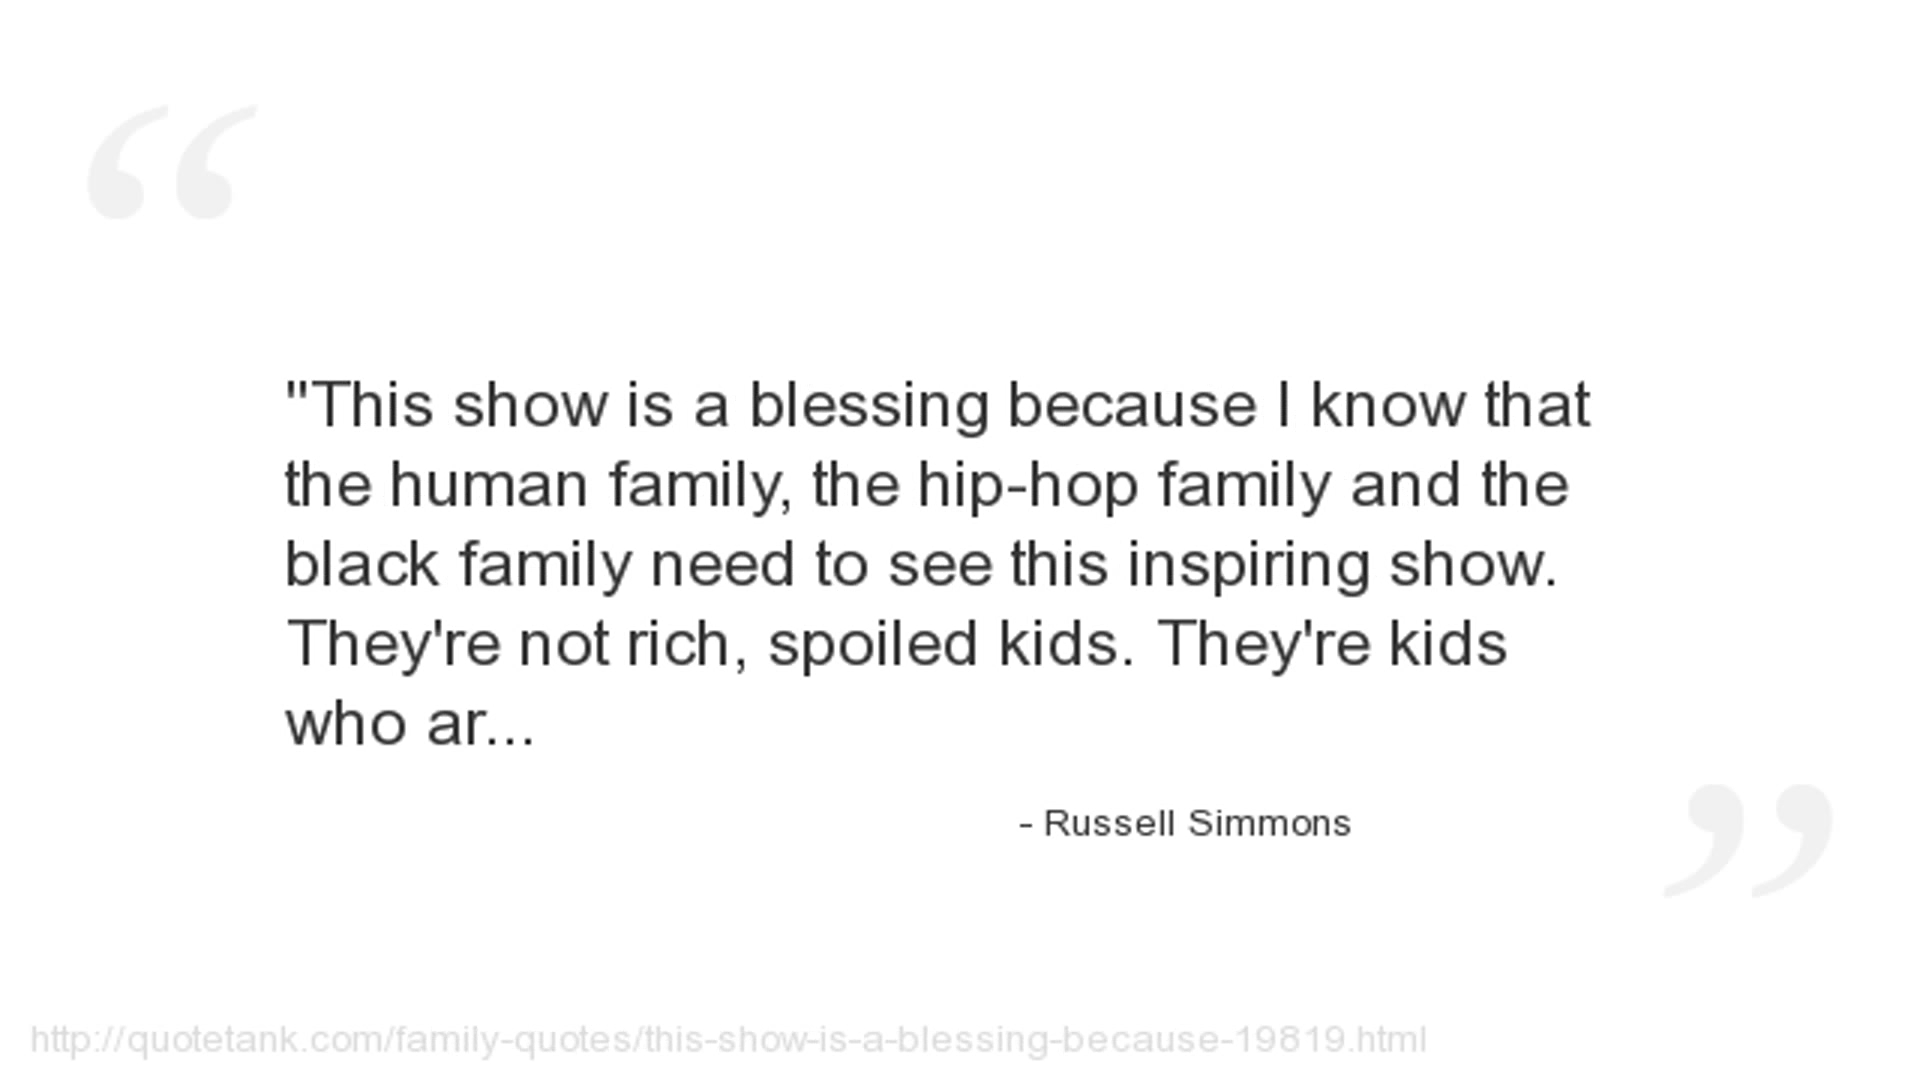 "This show is a blessing because I know that
the human family, the hip-hop family and the
black family need to see this inspiring show.
They're not rich, spoiled kids. They're kids
who ar...
- Russell Simmons
http://quotetank.com/family-quotes/this-show-is-a-blessing-because-19819.html